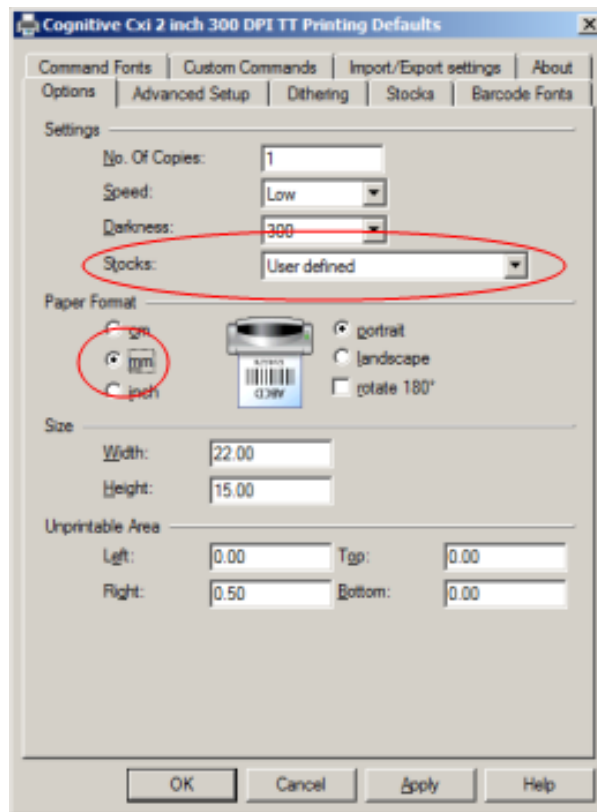 Cognitive Cxi 2 inch 300 DPI TT Printing Defaults
Command Fonts Custom Commands Import/Export settings About
Options Advanced Setup Dithering Stocks Barcode Fonts
Settings
No. Of Copies: 1
Speed: Low
Darkness: 300
Stocks: User defined
Paper Format
cm
mm
inch
ABCD
portrait
landscape
rotate 180°
Size
Width: 22.00
Height: 15.00
Unprintable Area
Left: 0.00 Top: 0.00
Right: 0.50 Bottom: 0.00
OK Cancel Apply Help